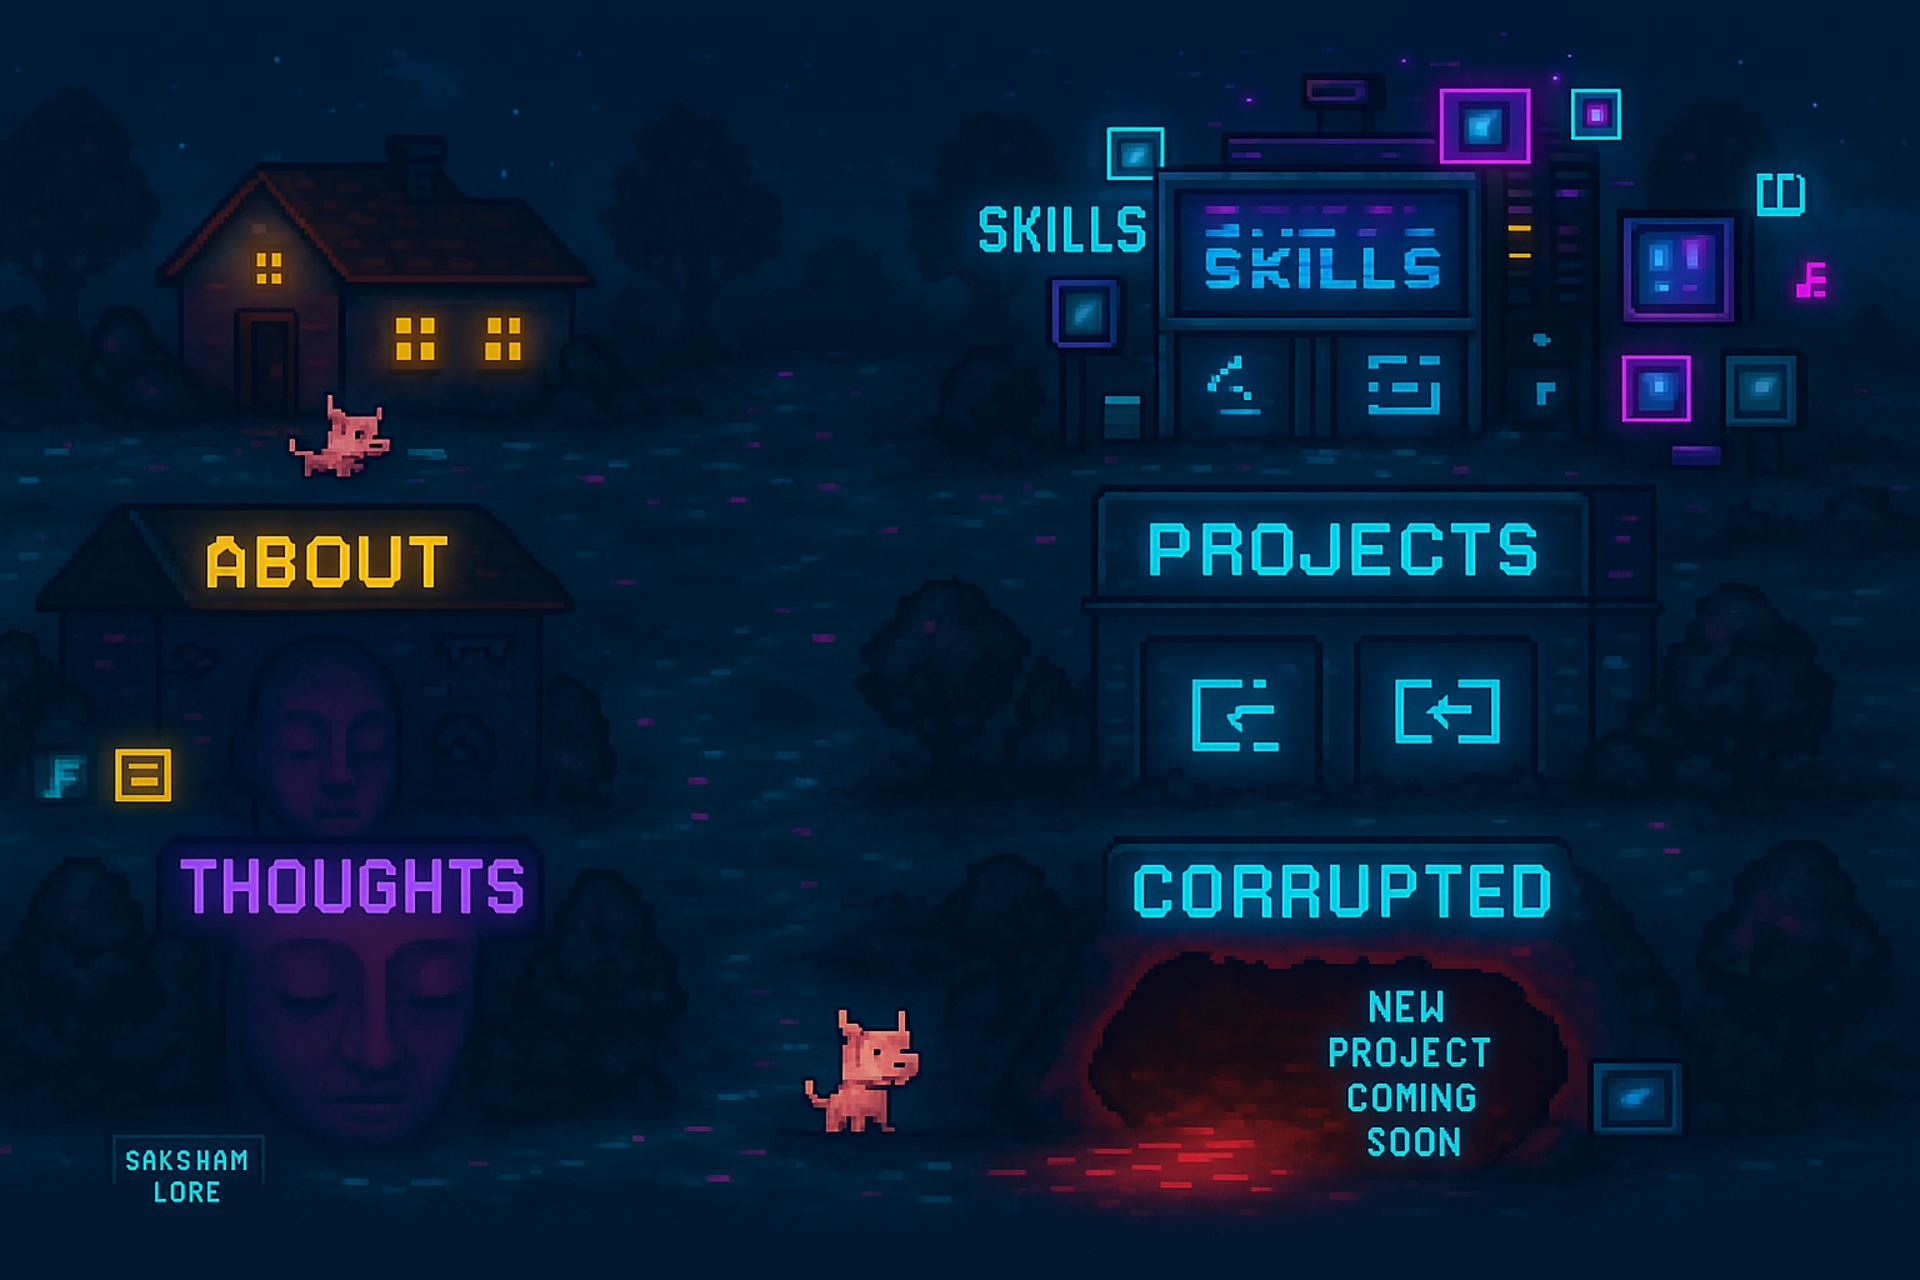 SKILLS
SKILLS
ABOUT
PROJECTS
THOUGHTS
CORRUPTED
NEW
PROJECT
COMING
SOON
SAKSHAM
LORE